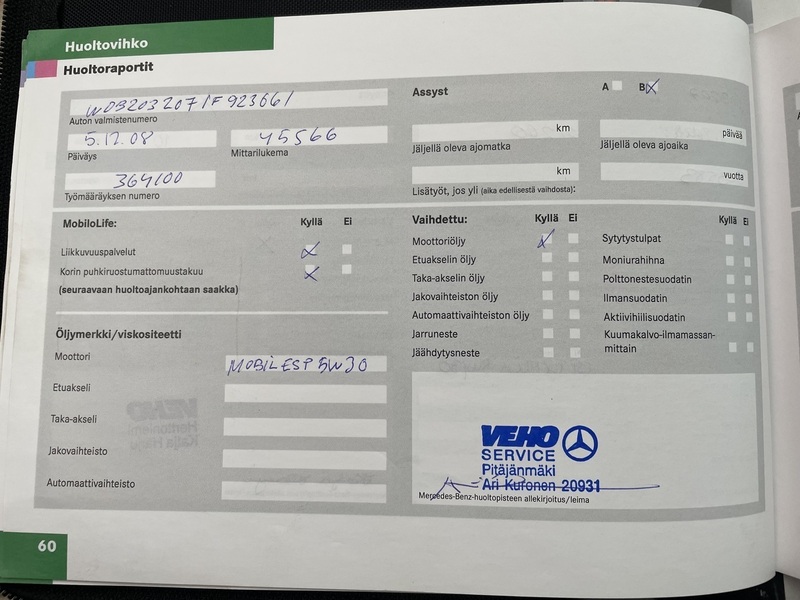 Huoltovihko
Huoltoraportit
Auton valmistenumero
5.12.08
Päiväys
45566
Mittarilukema
364100
Työmääräyksen numero
Assyst
A
B X
km
Jäljellä oleva ajomatka
päivää
Jäljellä oleva ajoaika
km
vuotta
Lisätyöt, jos yli (aika edellisestä vaihdosta):
MobiloLife:
Kyllä Ei
Liikkuvuuspalvelut X
Korin puhkiruostumattomuustakuu X
(seuraavaan huoltoajankohtaan saakka)
Öljymerkki/viskositeetti
Moottori MOBIL ESP 5W30
Etuakseli
Taka-akseli
Jakovaihteisto
Automaattivaihteisto
Vaihdettu:
Kyllä Ei
Moottoriöljy X
Etuakselin öljy
Taka-akselin öljy
Jakovaihteiston öljy
Automaattivaihteiston öljy
Jarruneste
Jäähdytysneste
Kyllä Ei
Sytytystulpat
Moniurahihna
Polttonestesuodatin
Ilmansuodatin
Aktiivihiilisuodatin
Kuumakalvo-ilmamassan-
mittain
VEHO
SERVICE
Pitäjänmäki
Ari Kuronen 20931
Mercedes-Benz-huoltopisteen allekirjoitus/leima
60